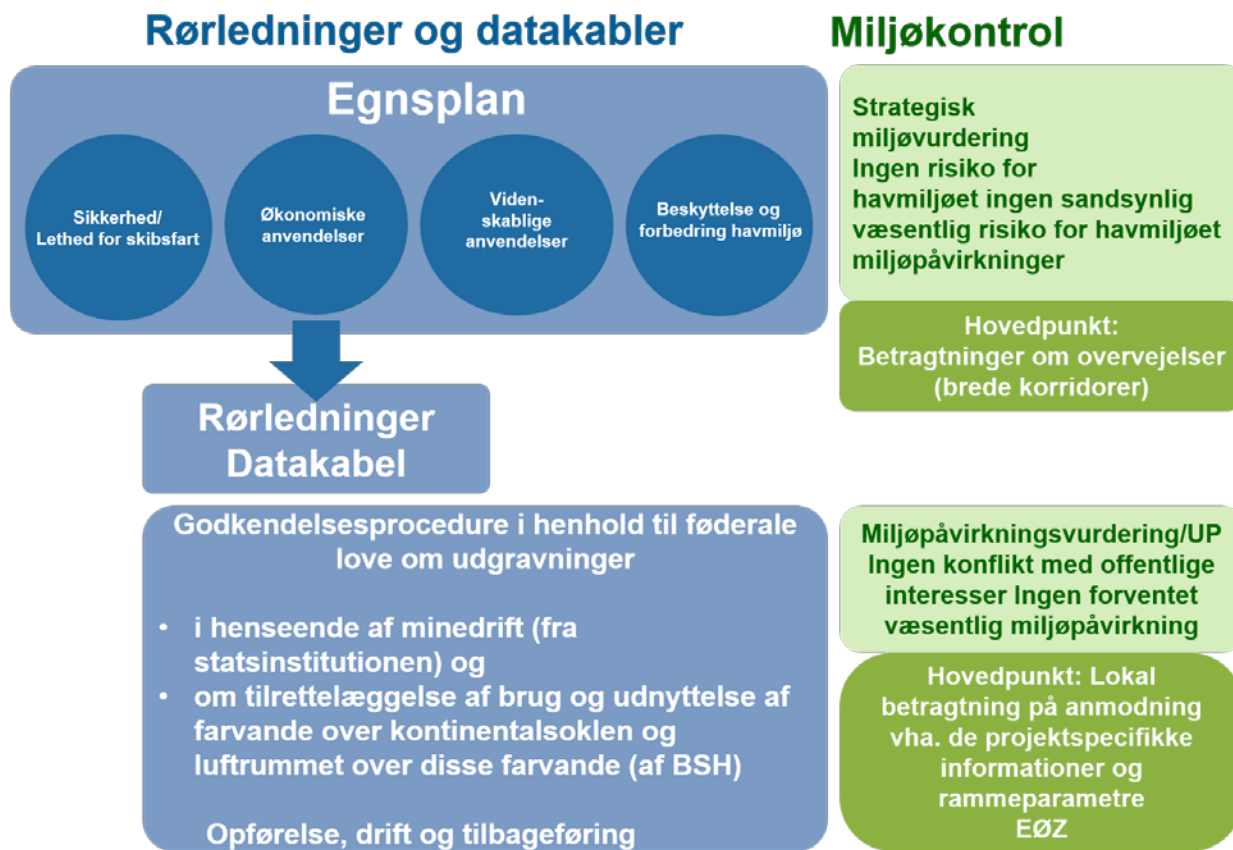 Rørledninger og datakabler
Miljøkontrol
Egnsplan
Sikkerhed/
Lethed for skibsfart
Økonomiske
anvendelser
Viden-
skablige
anvendelser
Beskyttelse og
forbedring havmiljø
Strategisk
miljøvurdering
Ingen risiko for
havmiljøet ingen sandsynlig
væsentlig risiko for havmiljøet
miljøpåvirkninger
Hovedpunkt:
Betragtninger om overvejelser
(brede korridorer)
Rørledninger
Datakabel
Godkendelsesprocedure i henhold til føderale
love om udgravninger
• i henseende af minedrift (fra
statsinstitutionen) og
• om tilrettelæggelse af brug og udnyttelse af
farvande over kontinentalsoklen og
luftrummet over disse farvande (af BSH)
Opførelse, drift og tilbageføring
Miljøpåvirkningsvurdering/UP
Ingen konflikt med offentlige
interesser Ingen forventet
væsentlig miljøpåvirkning
Hovedpunkt: Lokal
betragtning på anmodning
vha. de projektspecifikke
informationer og
rammeparametre
EØZ